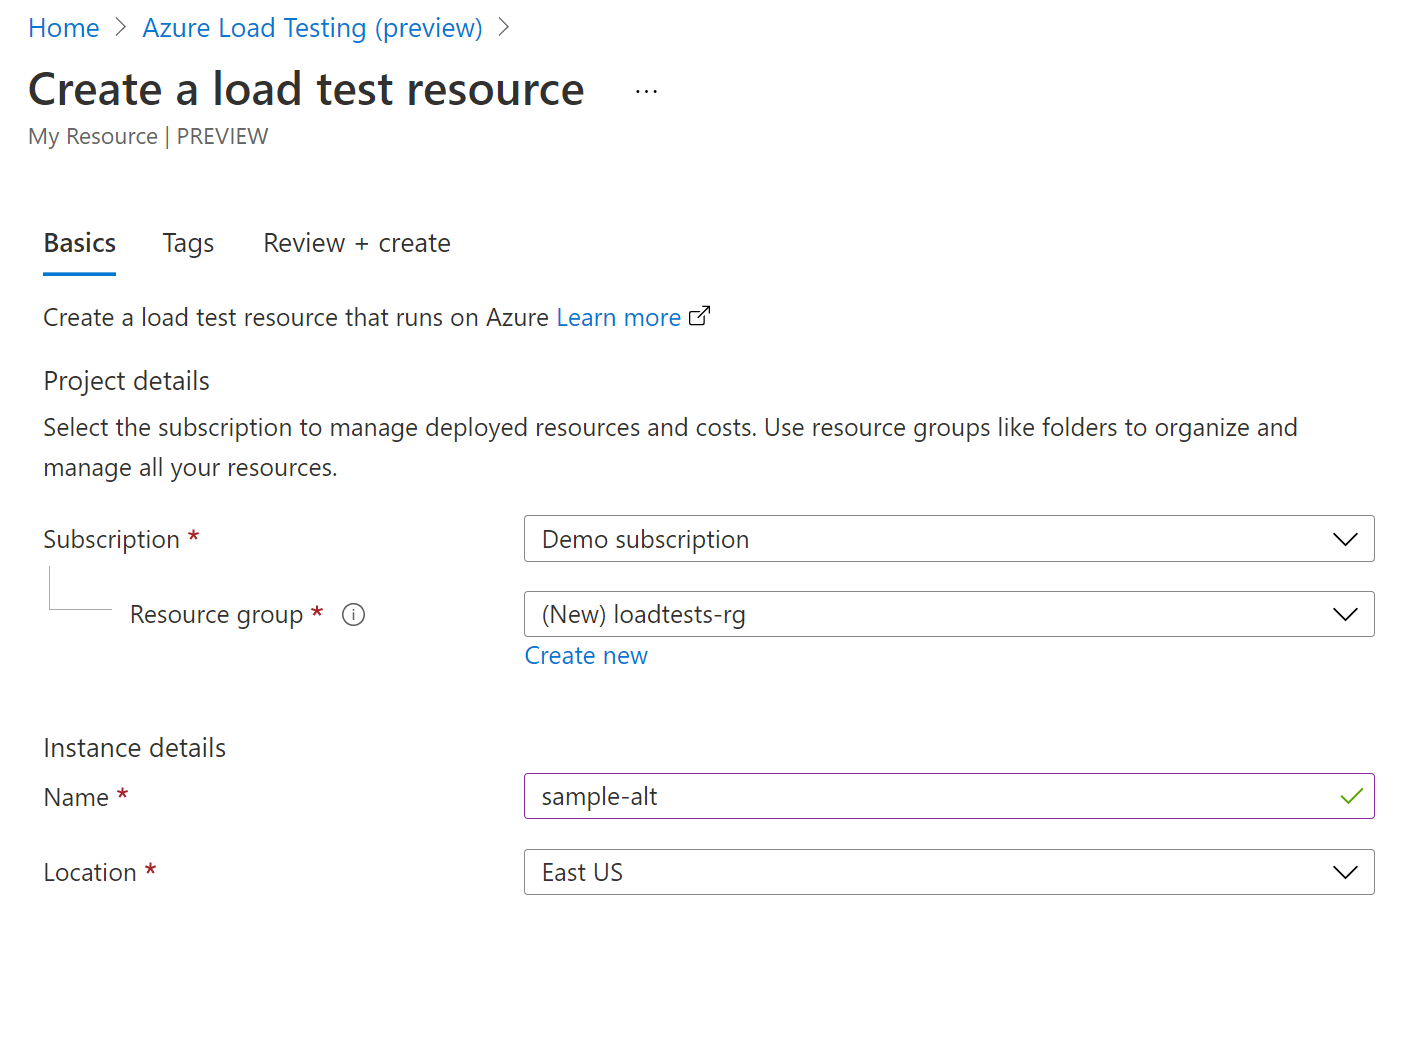 Home > Azure Load Testing (preview) >
Create a load test resource ...
My Resource | PREVIEW
Basics Tags Review + create
Create a load test resource that runs on Azure Learn more
Project details
Select the subscription to manage deployed resources and costs. Use resource groups like folders to organize and
manage all your resources.
Subscription * Demo subscription
Resource group * (New) loadtests-rg
Create new
Instance details
Name * sample-alt
Location * East US